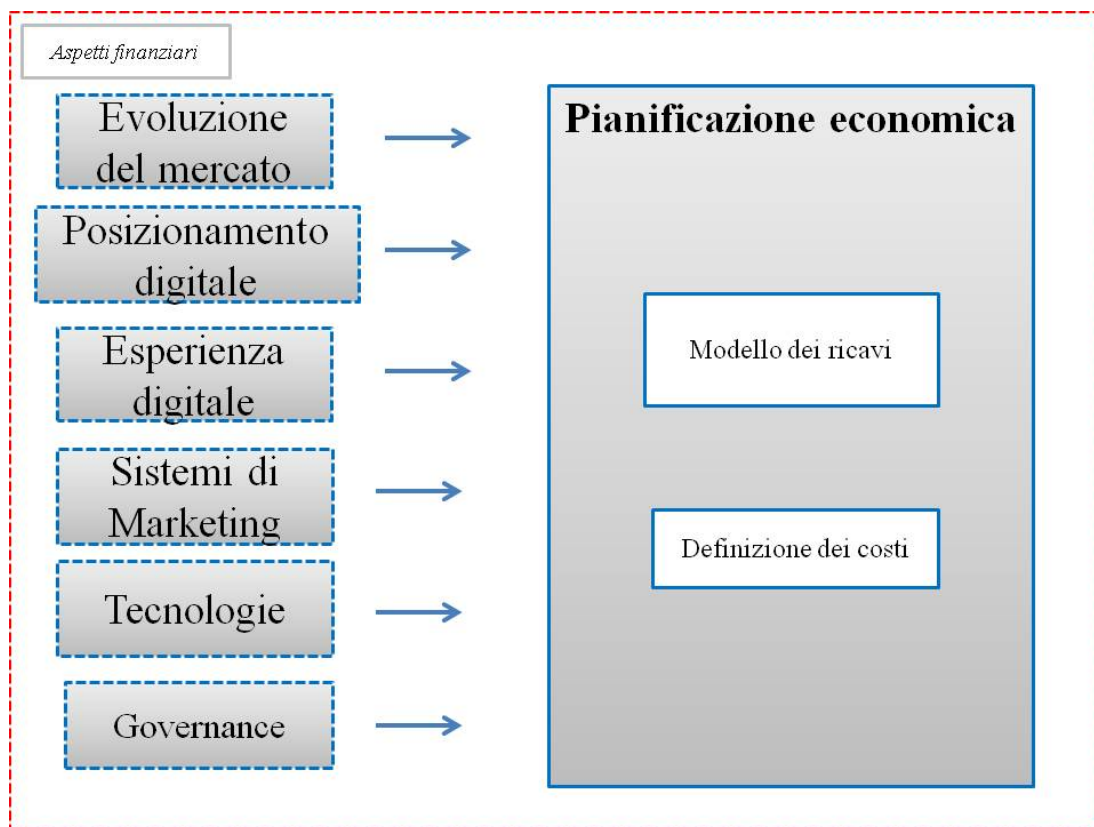 Aspetti finanziari
Evoluzione
del mercato
Posizionamento
digitale
Esperienza
digitale
Sistemi di
Marketing
Tecnologie
Governance
Pianificazione economica
Modello dei ricavi
Definizione dei costi